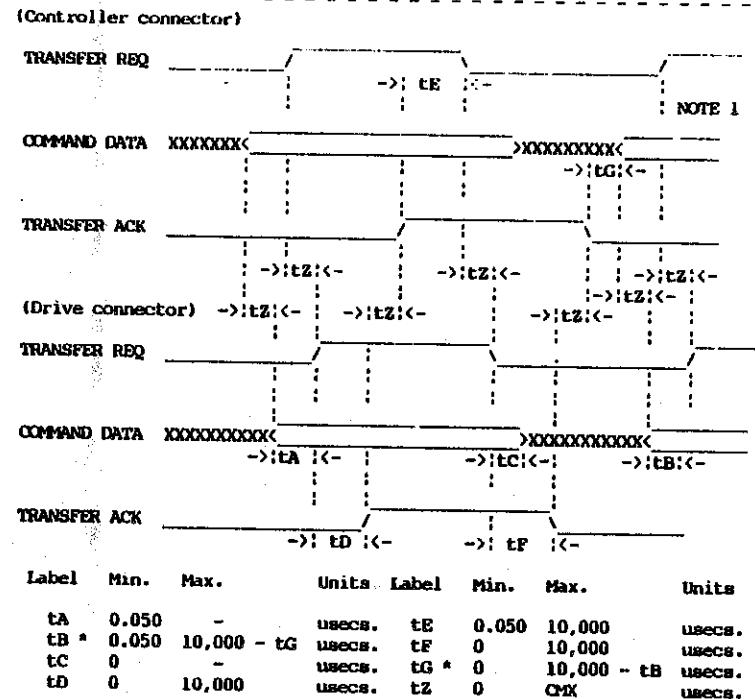 (Controller connector)
TRANSFER REQ
->¦ tE ¦<-
NOTE 1
COMMAND DATA XXXXXXX< >XXXXXXXXX<
->¦tG¦<-
TRANSFER ACK
->¦tZ¦<- ->¦tZ¦<- ->¦tZ¦<-
(Drive connector) ->¦tZ¦<- ->¦tZ¦<- ->¦tZ¦<- ¦->¦tZ¦<-
TRANSFER REQ
COMMAND DATA XXXXXXXXXX< >XXXXXXXXXXX<
->¦tA ¦<- ->¦tC¦<-¦ ->¦tB¦<-
TRANSFER ACK
->¦ tD ¦<- ->¦ tF ¦<-
Label Min. Max. Units Label Min. Max. Units
tA 0.050 - usecs. tE 0.050 10,000 usecs.
tB * 0.050 10,000 - tG usecs. tF 0 10,000 usecs.
tC 0 - usecs. tG * 0 10,000 - tB usecs.
tD 0 10,000 usecs. tZ 0 CMX usecs.